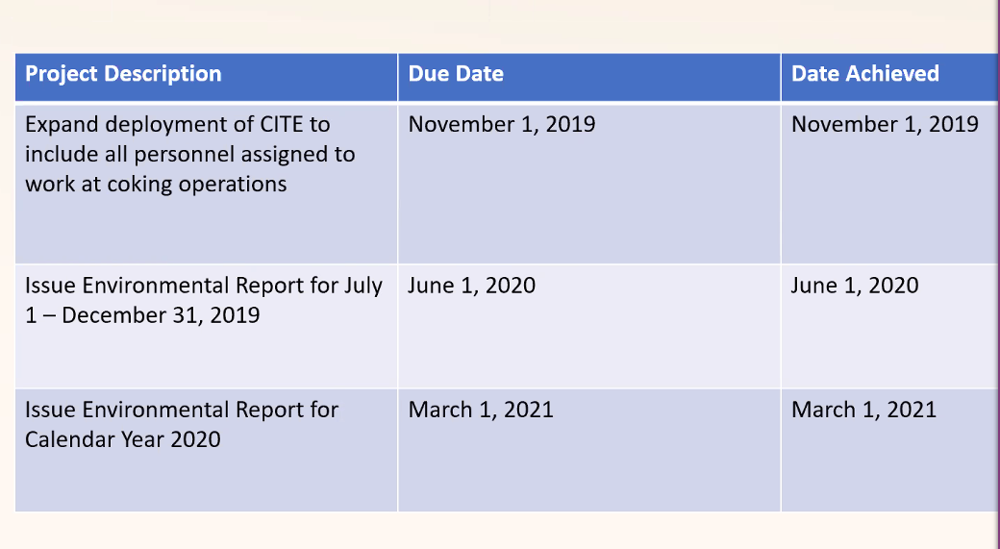 Project Description Due Date Date Achieved
Expand deployment of CITE to November 1, 2019 November 1, 2019
include all personnel assigned to
work at coking operations
Issue Environmental Report for July June 1, 2020 June 1, 2020
1 – December 31, 2019
Issue Environmental Report for March 1, 2021 March 1, 2021
Calendar Year 2020